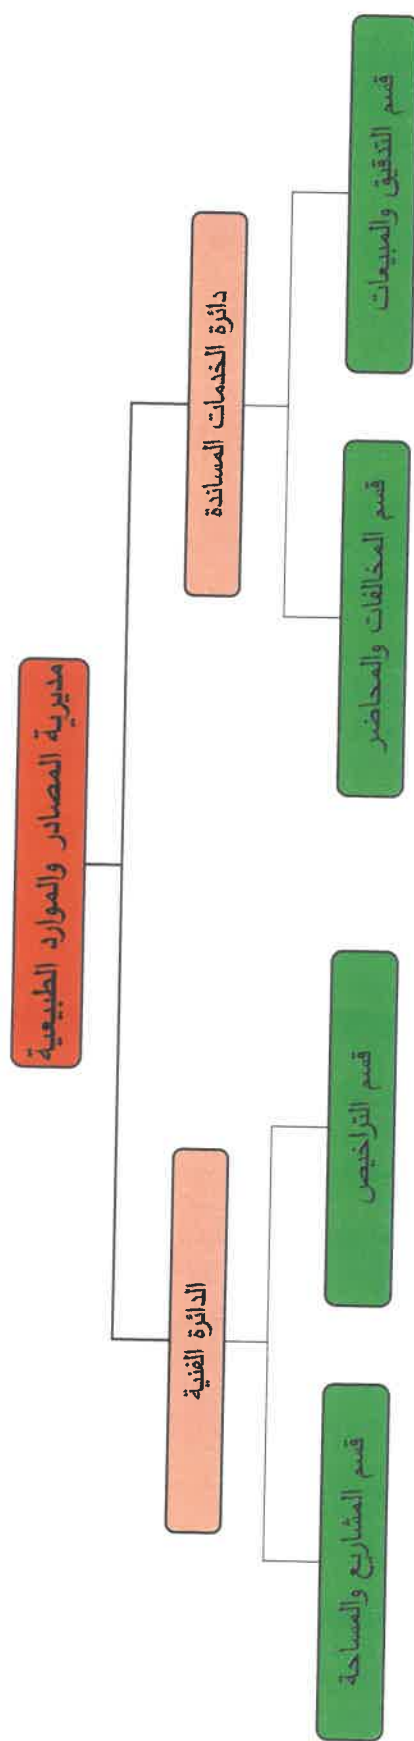 مديرية المصادر والموارد الطبيعية
دائرة الخدمات المساندة
الدائرة الفنية
قسم التدقيق والمبيعات
قسم المخالفات والمحاضر
قسم التراخيص
قسم المشاريع والمساحة